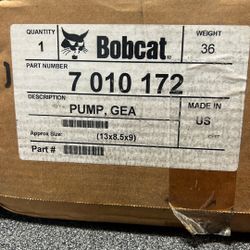 QUANTITY
1
Bobcat
WEIGHT
36
PART NUMBER
7 010 172
DESCRIPTION
PUMP, GEA
MADE IN
US
Approx Size: (13x8.5x9)
Part #